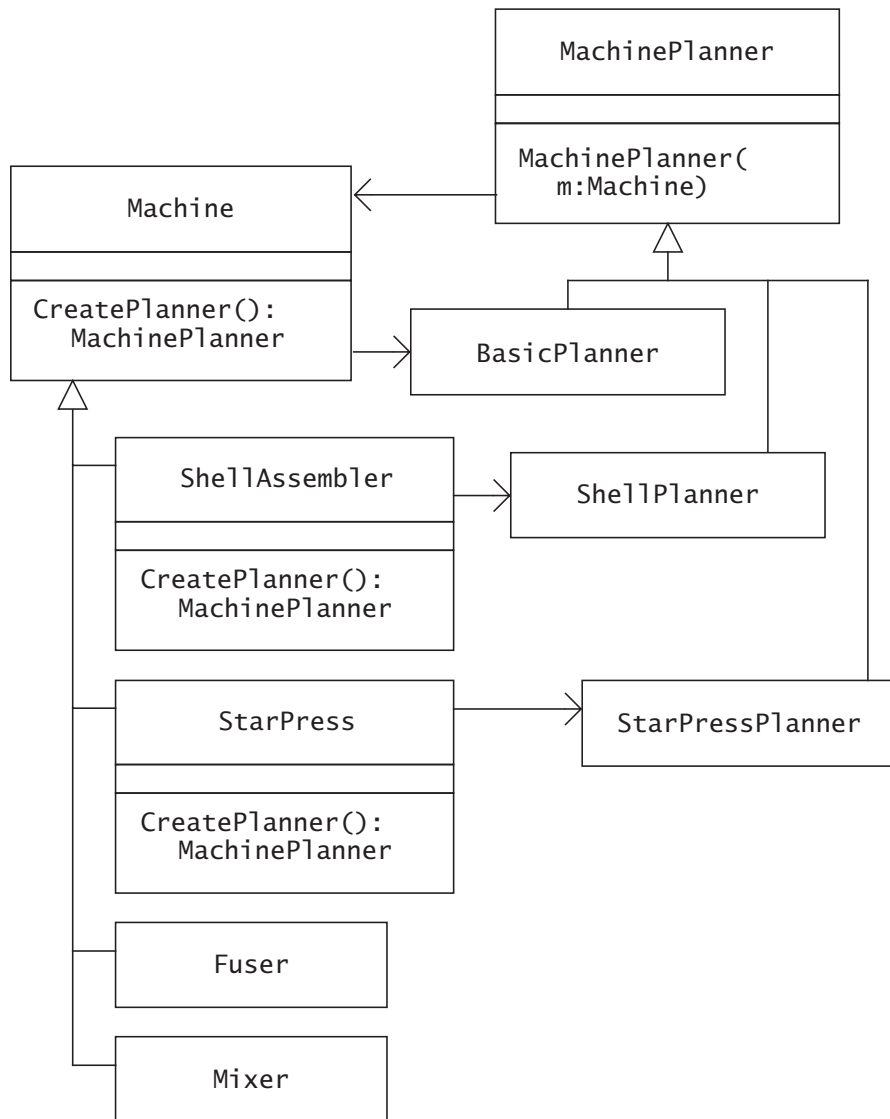 MachinePlanner
MachinePlanner(
m:Machine)
Machine
CreatePlanner():
MachinePlanner
BasicPlanner
ShellAssembler
CreatePlanner():
MachinePlanner
ShellPlanner
StarPress
CreatePlanner():
MachinePlanner
StarPressPlanner
Fuser
Mixer